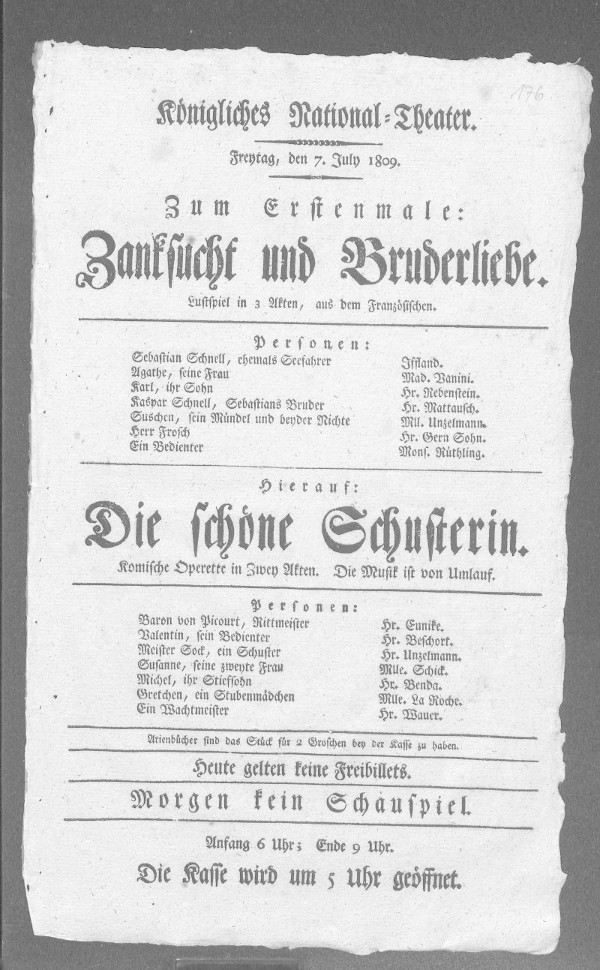 176
Königliches National-Theater.
Freytag, den 7. July 1809.
Zum Erstenmale:
Zanksucht und Bruderliebe.
Lustspiel in 3 Akten, aus dem Französischen.
Personen:
Sebastian Schnell, ehemals Seefahrer Iffland.
Agathe, seine Frau Mad. Vanini.
Karl, ihr Sohn Hr. Rebenstein.
Kaspar Schnell, Sebastians Bruder Hr. Mattausch.
Suschen, sein Mündel und beyder Nichte Mll. Unzelmann.
Herr Frosch Hr. Gern Sohn.
Ein Bedienter Mons. Rüthling.
Hierauf:
Die schöne Schusterin.
Komische Operette in Zwey Akten. Die Musik ist von Umlauf.
Personen:
Baron von Picourt, Rittmeister Hr. Eunike.
Valentin, sein Bedienter Hr. Beschort.
Meister Sock, ein Schuster Hr. Unzelmann.
Susanne, seine zweyte Frau Mlle. Schick.
Michel, ihr Stiefsohn Hr. Benda.
Gretchen, ein Stubenmädchen Mlle. La Roche.
Ein Wachtmeister Hr. Wauer.
Arienbücher sind das Stück für 2 Groschen bey der Kasse zu haben.
Heute gelten keine Freibillets.
Morgen kein Schauspiel.
Anfang 6 Uhr; Ende 9 Uhr.
Die Kasse wird um 5 Uhr geöffnet.